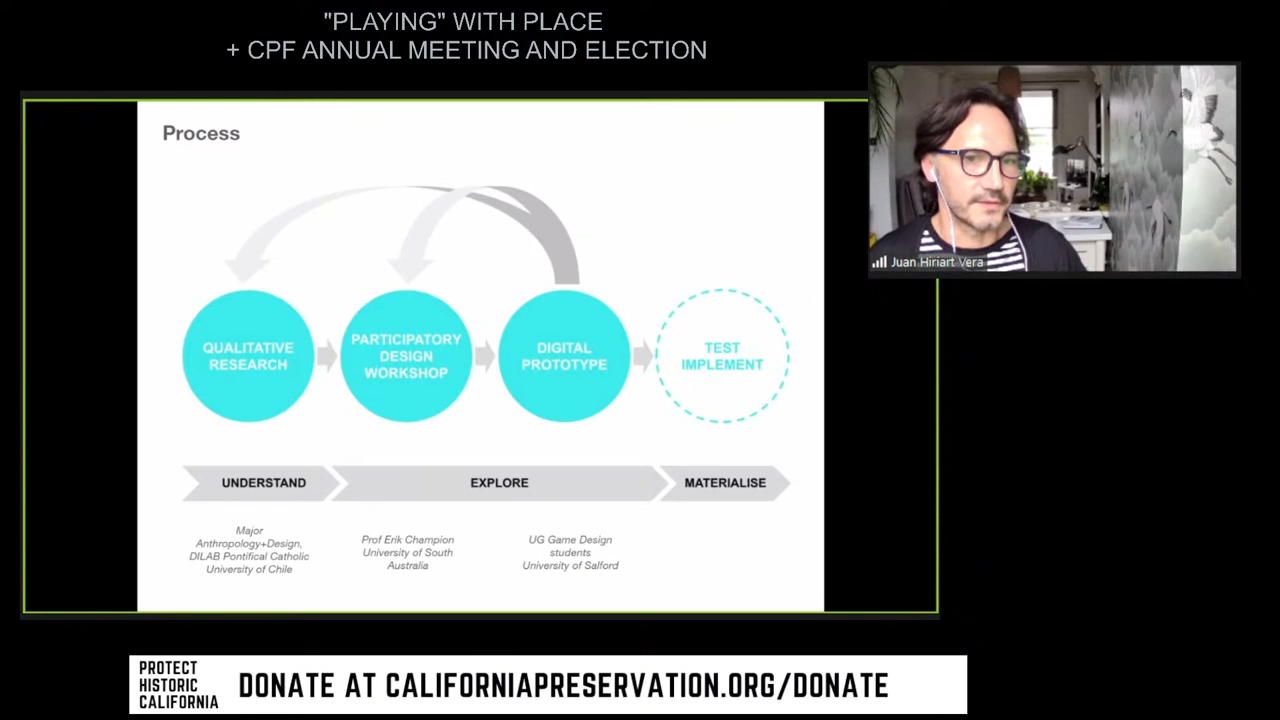 "PLAYING" WITH PLACE
+ CPF ANNUAL MEETING AND ELECTION
Process
QUALITATIVE
RESEARCH
PARTICIPATORY
DESIGN
WORKSHOP
DIGITAL
PROTOTYPE
TEST
IMPLEMENT
UNDERSTAND
EXPLORE
MATERIALISE
Major
Anthropology+Design,
DILAB Pontifical Catholic
University of Chile
Prof Erik Champion
University of South
Australia
UG Game Design
students
University of Salford
Juan Hiriart Vera
PROTECT
HISTORIC
CALIFORNIA
DONATE AT CALIFORNIAPRESERVATION.ORG/DONATE